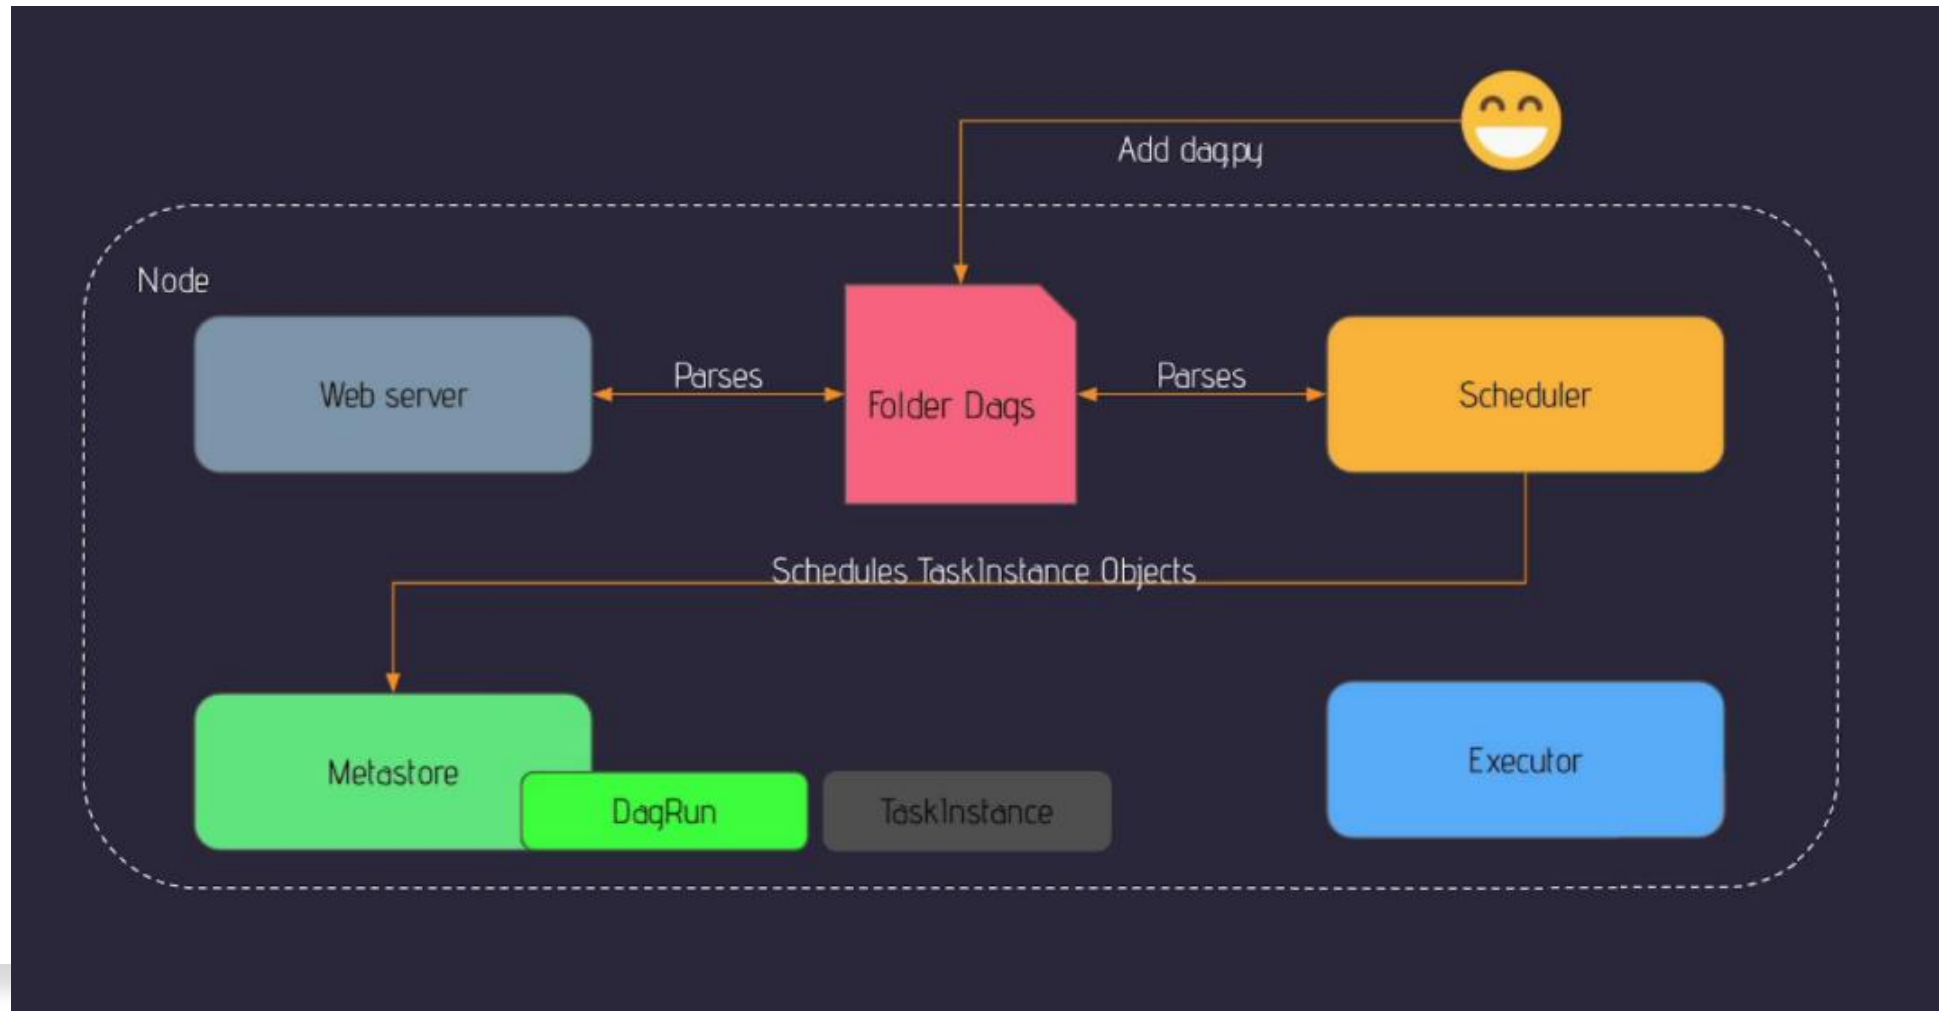 Add dag.py
Node
Web server
Parses
Folder Dags
Parses
Scheduler
Schedules TaskInstance Objects
Metastore
DagRun
TaskInstance
Executor